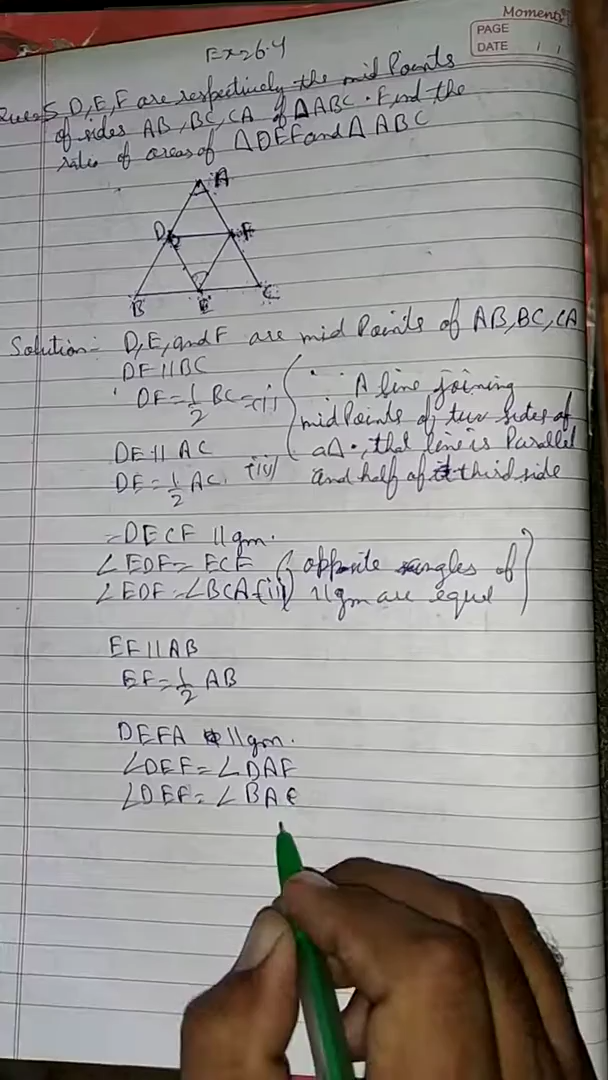 Moments
PAGE
DATE / /
Ex 26.4
Ques 5 D, E, F are respectively the mid Points
of sides AB, BC, CA of ΔABC. Find the
ratio of areas of ΔDEF and ΔABC
A
D F
B E C
Solution:- D, E, and F are mid Points of AB, BC, CA
DF || BC
DF = 1/2 BC -(i) ( ∵ A line joining
midPoints of two sides of
DE || AC a Δ, that line is Parallel
DE = 1/2 AC. -(ii) and half of third side
= DECF ||gm.
∠EDF = ECF ( opposite angles of
∠EDF = ∠BCA -(ii) ||gm are equal )
EF || AB
EF = 1/2 AB
DEFA ||gm.
∠DEF = ∠DAF
∠DEF = ∠BAC